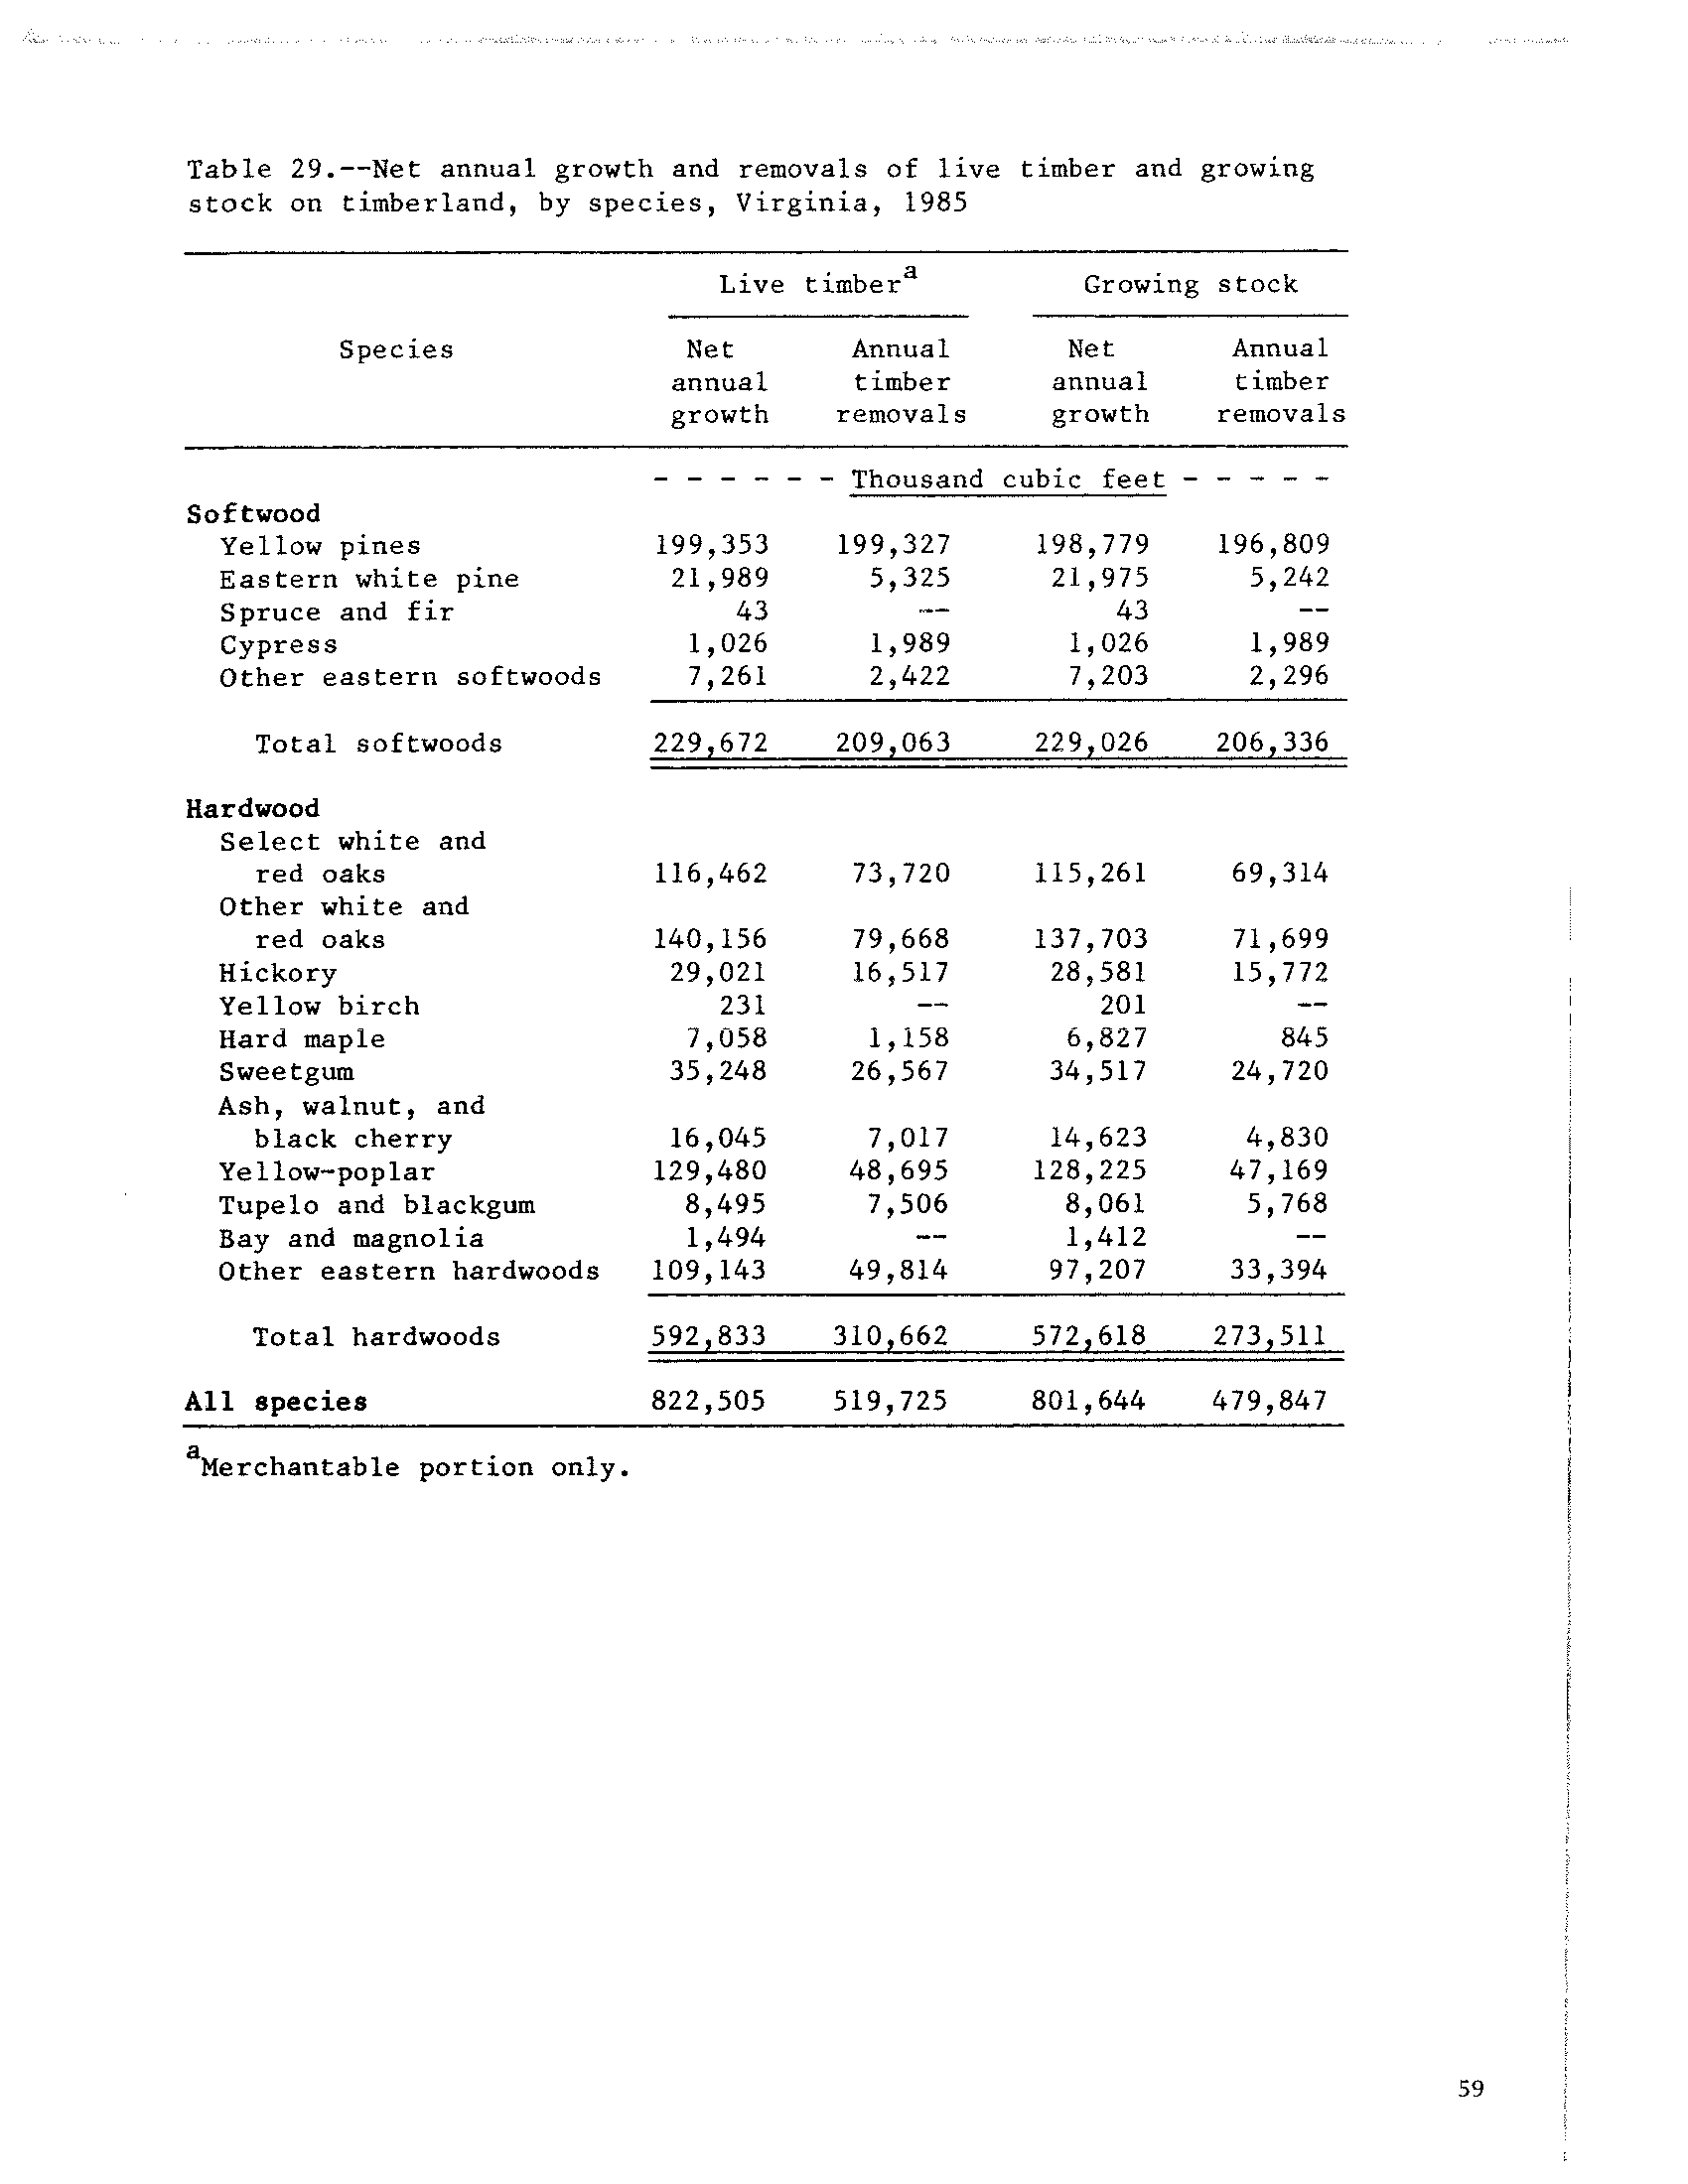 Table 29.--Net annual growth and removals of live timber and growing
stock on timberland, by species, Virginia, 1985
Live timberᵃ Growing stock
Species Net Annual Net Annual
annual timber annual timber
growth removals growth removals
- - - - - - Thousand cubic feet - - - - -
Softwood
Yellow pines 199,353 199,327 198,779 196,809
Eastern white pine 21,989 5,325 21,975 5,242
Spruce and fir 43 -- 43 --
Cypress 1,026 1,989 1,026 1,989
Other eastern softwoods 7,261 2,422 7,203 2,296
Total softwoods 229,672 209,063 229,026 206,336
Hardwood
Select white and
red oaks 116,462 73,720 115,261 69,314
Other white and
red oaks 140,156 79,668 137,703 71,699
Hickory 29,021 16,517 28,581 15,772
Yellow birch 231 -- 201 --
Hard maple 7,058 1,158 6,827 845
Sweetgum 35,248 26,567 34,517 24,720
Ash, walnut, and
black cherry 16,045 7,017 14,623 4,830
Yellow-poplar 129,480 48,695 128,225 47,169
Tupelo and blackgum 8,495 7,506 8,061 5,768
Bay and magnolia 1,494 -- 1,412 --
Other eastern hardwoods 109,143 49,814 97,207 33,394
Total hardwoods 592,833 310,662 572,618 273,511
All species 822,505 519,725 801,644 479,847
ᵃMerchantable portion only.
59